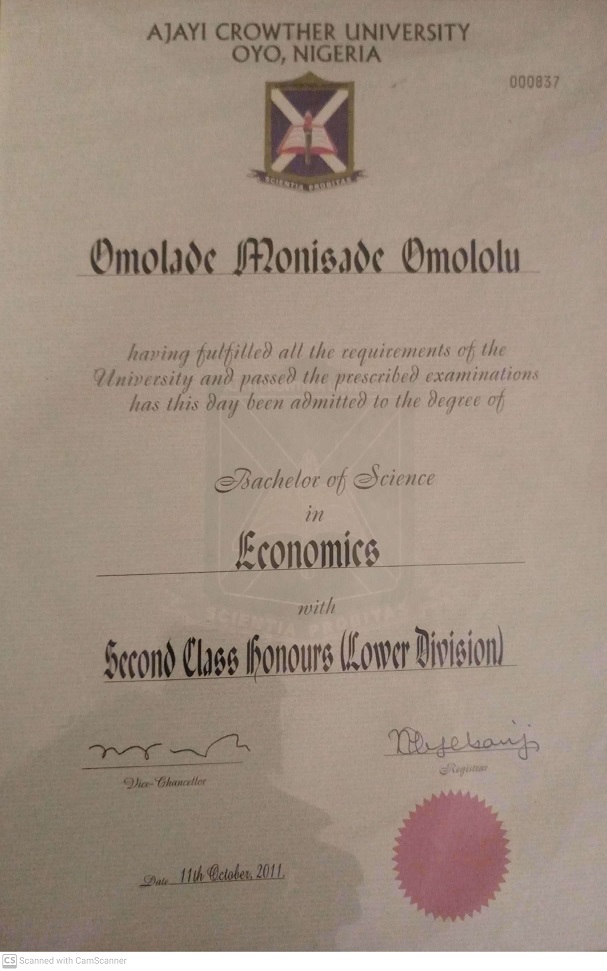 AJAYI CROWTHER UNIVERSITY
OYO, NIGERIA
000837
SCIENTIA PROBITAS
Omolade Monisade Omololu
having fulfilled all the requirements of the
University and passed the prescribed examinations
has this day been admitted to the degree of
Bachelor of Science
in
Economics
with
SCIENTIA PROBITAS
Second Class Honours (Lower Division)
Vice-Chancellor
Registrar
Date 11th October, 2011.
CS Scanned with CamScanner